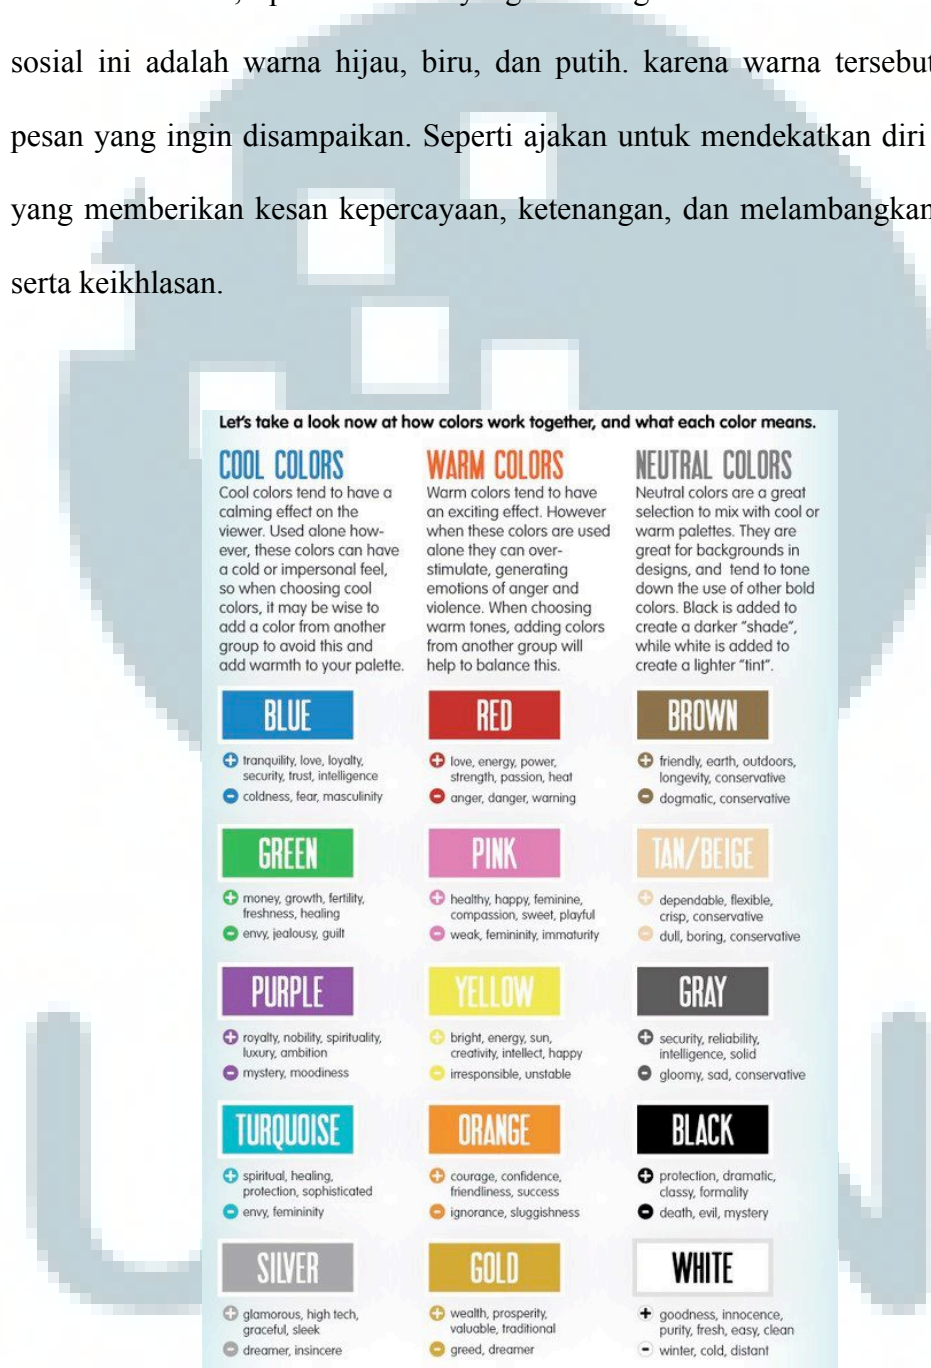 sosial ini adalah warna hijau, biru, dan putih. karena warna tersebut
pesan yang ingin disampaikan. Seperti ajakan untuk mendekatkan diri
yang memberikan kesan kepercayaan, ketenangan, dan melambangkan
serta keikhlasan.
Let's take a look now at how colors work together, and what each color means.
COOL COLORS
Cool colors tend to have a
calming effect on the
viewer. Used alone how-
ever, these colors can have
a cold or impersonal feel,
so when choosing cool
colors, it may be wise to
add a color from another
group to avoid this and
add warmth to your palette.
BLUE
+ tranquility, love, loyalty,
security, trust, intelligence
- coldness, fear, masculinity
GREEN
+ money, growth, fertility,
freshness, healing
- envy, jealousy, guilt
PURPLE
+ royalty, nobility, spirituality,
luxury, ambition
- mystery, moodiness
TURQUOISE
+ spiritual, healing,
protection, sophisticated
- envy, femininity
SILVER
+ glamorous, high tech,
graceful, sleek
- dreamer, insincere
WARM COLORS
Warm colors tend to have
an exciting effect. However
when these colors are used
alone they can over-
stimulate, generating
emotions of anger and
violence. When choosing
warm tones, adding colors
from another group will
help to balance this.
RED
+ love, energy, power,
strength, passion, heat
- anger, danger, warning
PINK
+ healthy, happy, feminine,
compassion, sweet, playful
- weak, femininity, immaturity
YELLOW
+ bright, energy, sun,
creativity, intellect, happy
- irresponsible, unstable
ORANGE
+ courage, confidence,
friendliness, success
- ignorance, sluggishness
GOLD
+ wealth, prosperity,
valuable, traditional
- greed, dreamer
NEUTRAL COLORS
Neutral colors are a great
selection to mix with cool or
warm palettes. They are
great for backgrounds in
designs, and tend to tone
down the use of other bold
colors. Black is added to
create a darker "shade",
while white is added to
create a lighter "tint".
BROWN
+ friendly, earth, outdoors,
longevity, conservative
- dogmatic, conservative
TAN/BEIGE
+ dependable, flexible,
crisp, conservative
- dull, boring, conservative
GRAY
+ security, reliability,
intelligence, solid
- gloomy, sad, conservative
BLACK
+ protection, dramatic,
classy, formality
- death, evil, mystery
WHITE
+ goodness, innocence,
purity, fresh, easy, clean
- winter, cold, distant